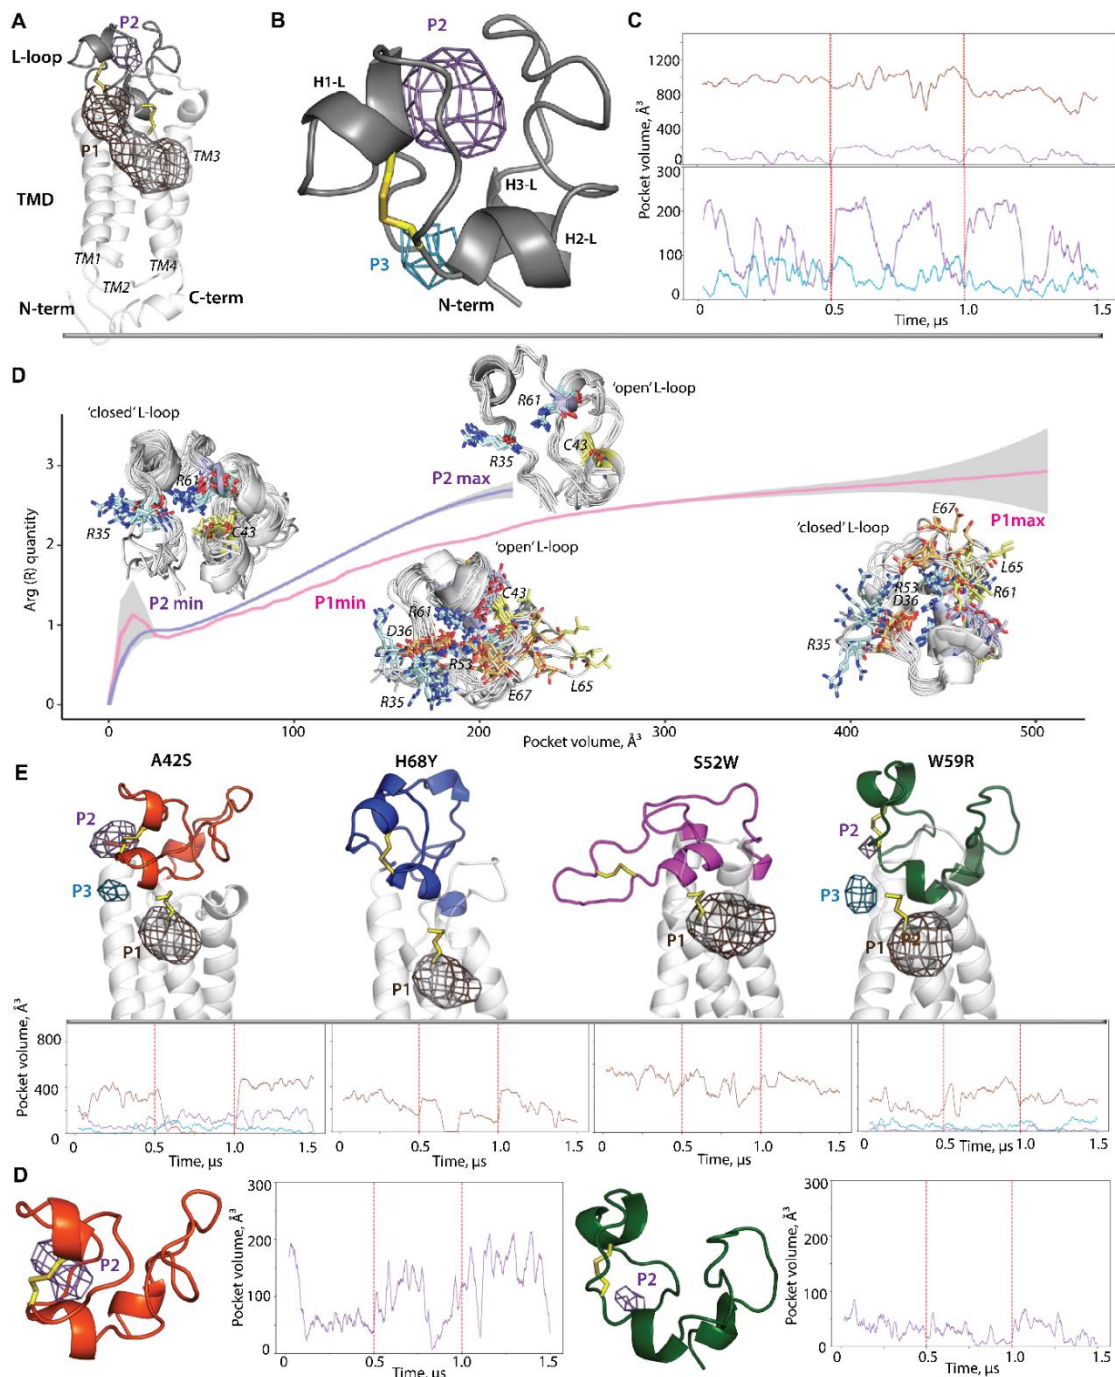 A
P2
L-loop
P1
TM3
TMD
TM1
TM4
TM2
N-term
C-term
B
P2
H1-L
H3-L
H2-L
P3
N-term
C
Pocket volume, Å³
1200
800
400
0
300
200
100
0
0
0.5
1.0
1.5
Time, µs
D
'closed' L-loop
R61
R35
C43
P2 min
R61
'open' L-loop
R35
C43
P2 max
P1min
'open' L-loop
C43
R61
D36
R53
R35
E67
L65
'closed' L-loop
E67
P1max
L65
R53
D36
R61
R35
Arg (R) quantity
3
2
1
0
0
100
200
300
400
500
Pocket volume, Å³
E
A42S
H68Y
S52W
W59R
P2
P3
P1
P1
P1
P2
P3
P1
P2
Pocket volume, Å³
800
400
0
0.5
1.0
1.5
Time, µs
0.5
1.0
1.5
Time, µs
0.5
1.0
1.5
Time, µs
0.5
1.0
1.5
Time, µs
D
P2
Pocket volume, Å³
300
200
100
0
0
0.5
1.0
1.5
Time, µs
P2
Pocket volume, Å³
300
200
100
0
0
0.5
1.0
1.5
Time, µs